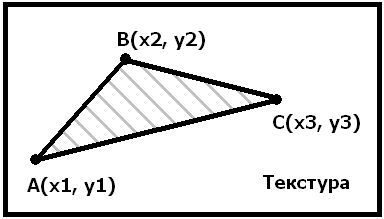 B(x2, y2)
C(x3, y3)
A(x1, y1)
Текстура